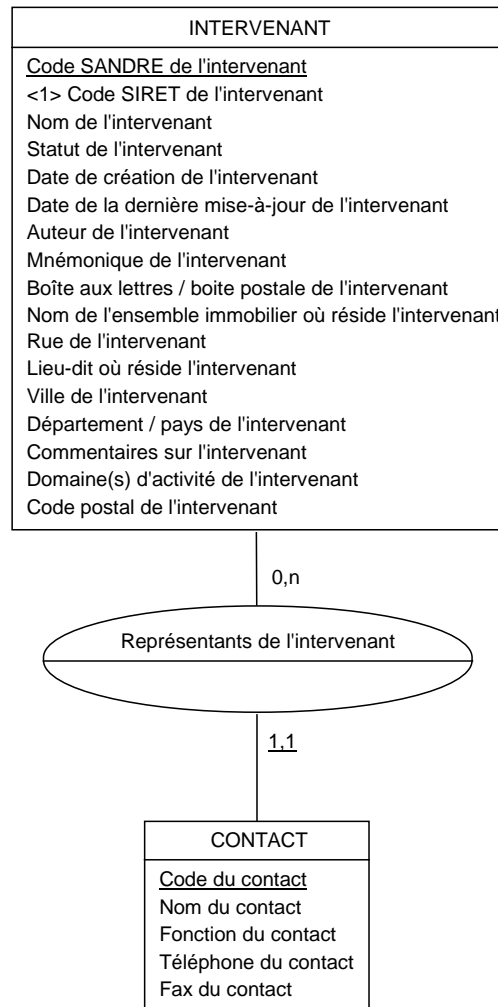 INTERVENANT
Code SANDRE de l'intervenant
<1> Code SIRET de l'intervenant
Nom de l'intervenant
Statut de l'intervenant
Date de création de l'intervenant
Date de la dernière mise-à-jour de l'intervenant
Auteur de l'intervenant
Mnémonique de l'intervenant
Boîte aux lettres / boite postale de l'intervenant
Nom de l'ensemble immobilier où réside l'intervenant
Rue de l'intervenant
Lieu-dit où réside l'intervenant
Ville de l'intervenant
Département / pays de l'intervenant
Commentaires sur l'intervenant
Domaine(s) d'activité de l'intervenant
Code postal de l'intervenant
0,n
Représentants de l'intervenant
1,1
CONTACT
Code du contact
Nom du contact
Fonction du contact
Téléphone du contact
Fax du contact